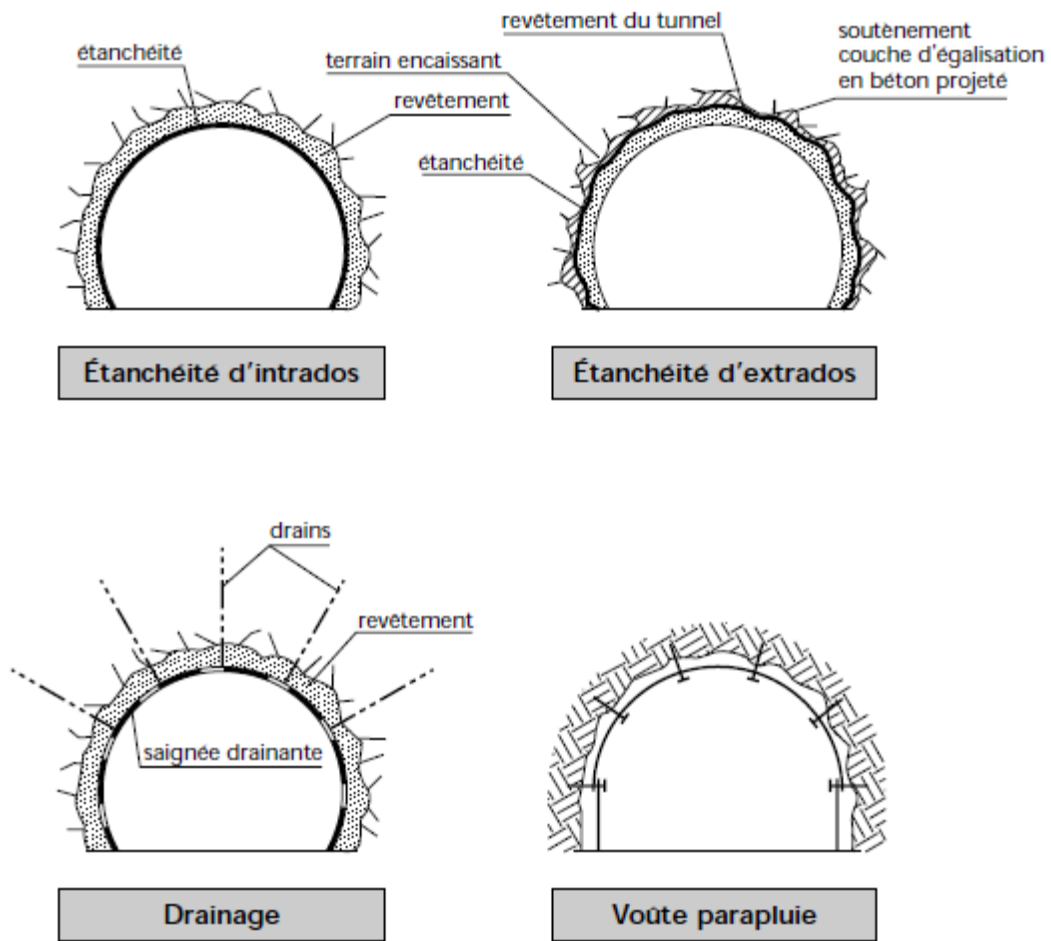 étanchéité
revêtement
Étanchéité d'intrados
revêtement du tunnel
terrain encaissant
soutènement
couche d'égalisation
en béton projeté
étanchéité
Étanchéité d'extrados
drains
revêtement
saignée drainante
Drainage
Voûte parapluie